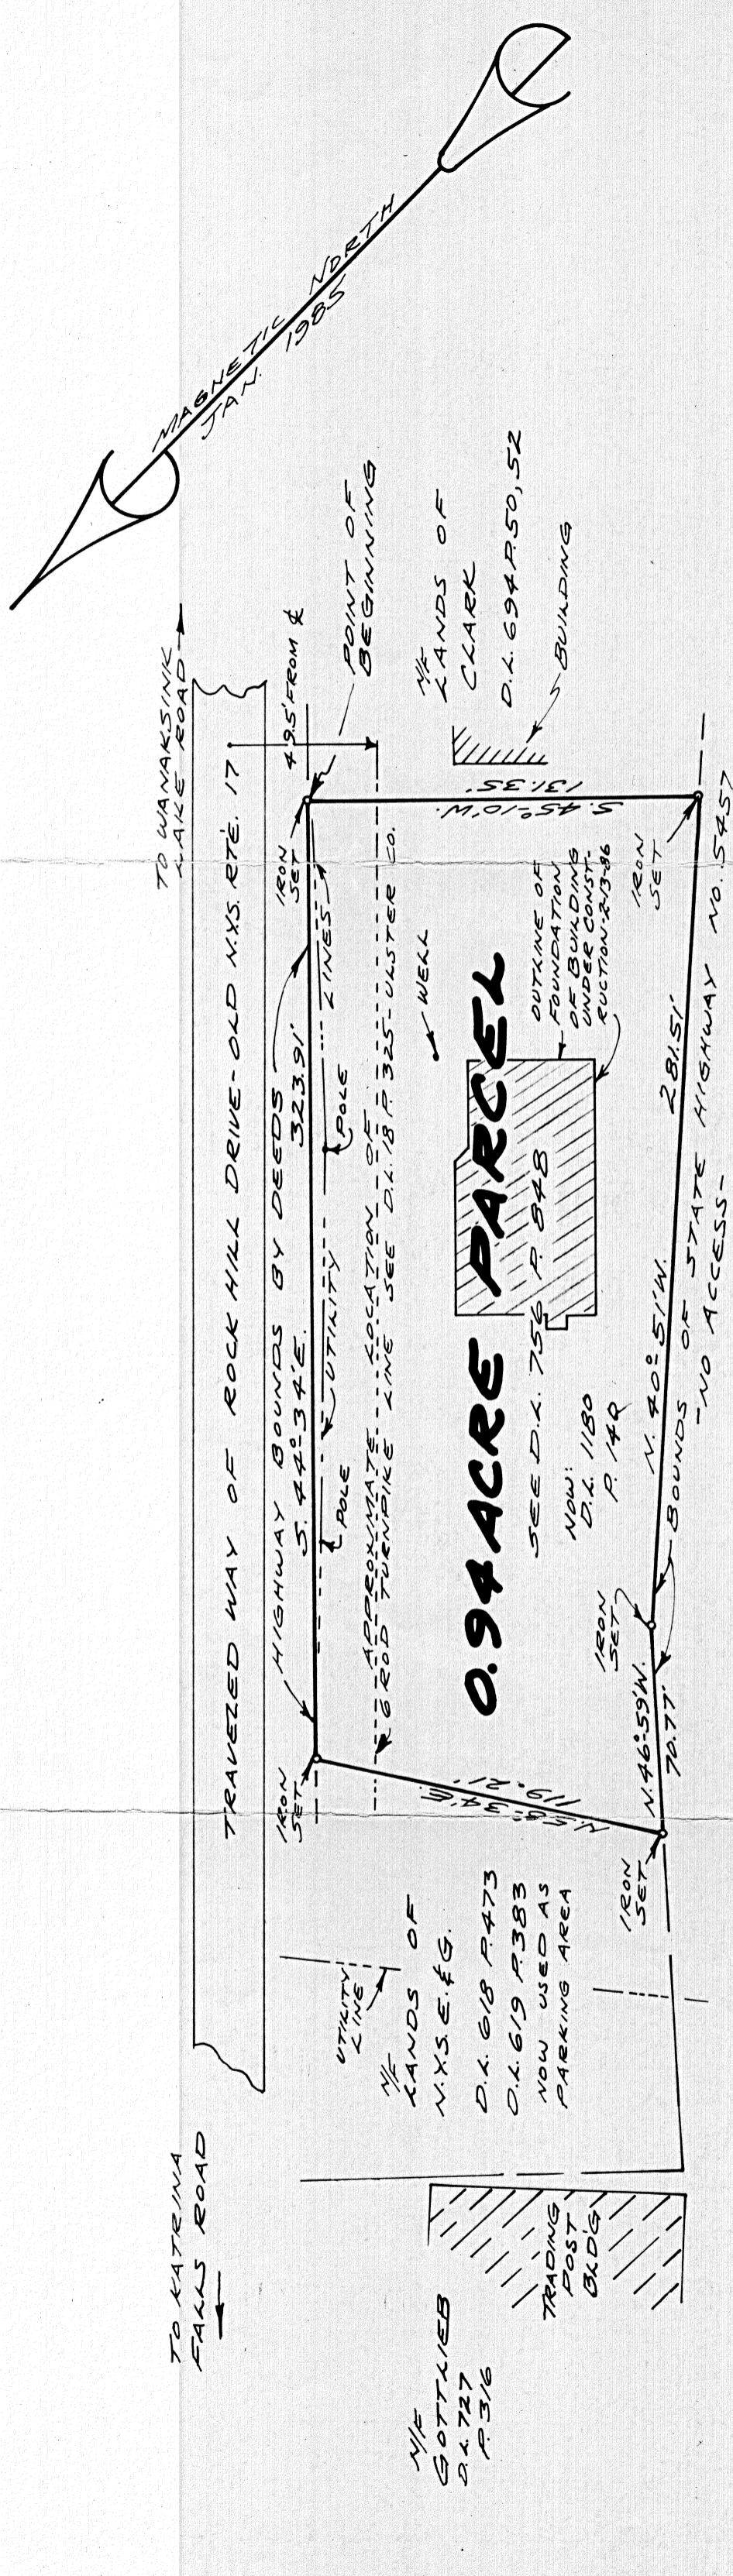 MAGNETIC NORTH
JAN. 1985
TO WANAKSINK
LAKE ROAD
TO KATRINA
FALLS ROAD
TRAVELED WAY OF ROCK HILL DRIVE-OLD N.Y.S. RTE. 17
HIGHWAY BOUNDS BY DEEDS
S. 44°-34'E. 323.91'
49.5' FROM ℄
POINT OF
BEGINNING
IRON
SET
IRON
SET
POLE
UTILITY
POLE
LINES
APPROXIMATE LOCATION OF
6 ROD TURNPIKE LINE SEE D.L. 18 P. 325-ULSTER CO.
WELL
0.94 ACRE PARCEL
SEE D.L. 756 P. 848
NOW:
D.L. 1180
P. 140
OUTLINE OF
FOUNDATION
OF BUILDING
UNDER CONST-
RUCTION-2-13-86
S. 45°-10'W.
131.35'
N/F
LANDS OF
CLARK
D.L. 694 P. 50, 52
BUILDING
IRON
SET
N. 40°-51'W. 281.51'
BOUNDS OF STATE HIGHWAY NO. 5457
-NO ACCESS-
IRON
SET
N. 46°-59'W.
70.77'
IRON
SET
N. 58°-34'E.
119.21'
UTILITY
LINE
N/F
LANDS OF
N.Y.S.E.&G.
D.L. 618 P. 473
D.L. 619 P. 383
NOW USED AS
PARKING AREA
TRADING
POST
BLD'G
N/F
GOTTLIEB
D.L. 727
P. 316